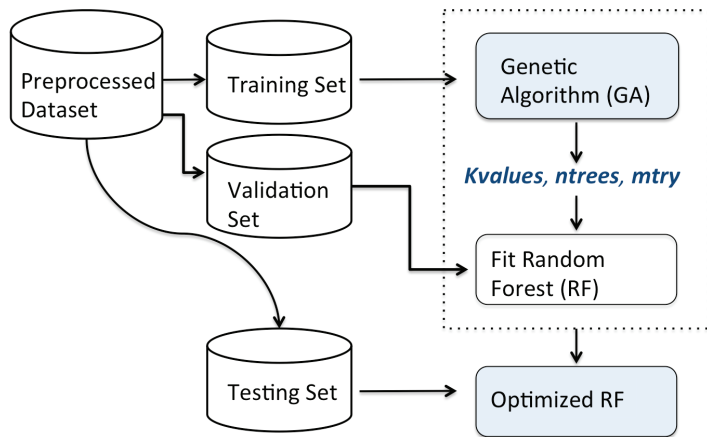 Preprocessed
Dataset
Training Set
Validation
Set
Testing Set
Genetic
Algorithm (GA)
Kvalues, ntrees, mtry
Fit Random
Forest (RF)
Optimized RF